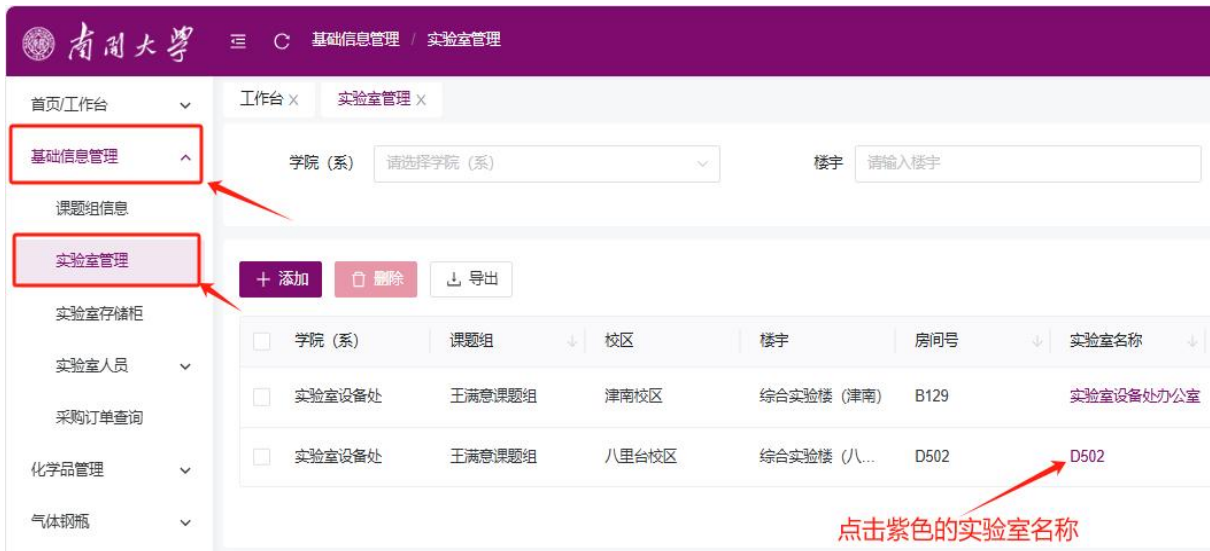 南开大学 基础信息管理 / 实验室管理
首页/工作台
基础信息管理
课题组信息
实验室管理
实验室存储柜
实验室人员
采购订单查询
化学品管理
气体钢瓶
工作台 X 实验室管理 X
学院（系） 请选择学院（系） 楼宇 请输入楼宇
+ 添加 删除 导出
学院（系） 课题组 校区 楼宇 房间号 实验室名称
实验室设备处 王满意课题组 津南校区 综合实验楼（津南） B129 实验室设备处办公室
实验室设备处 王满意课题组 八里台校区 综合实验楼（八... D502 D502
点击紫色的实验室名称